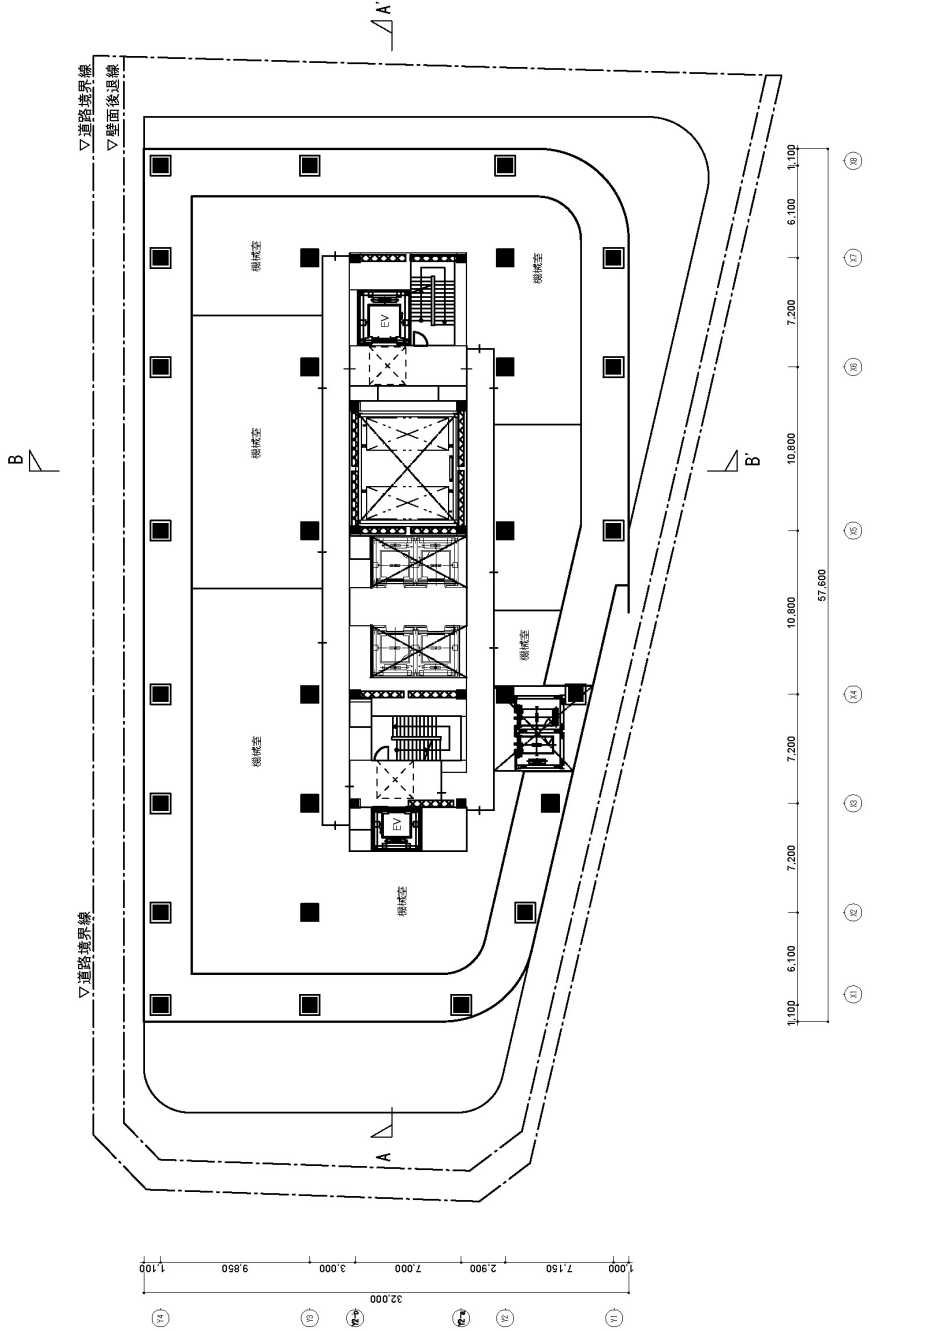 A'
▽道路境界線
▽壁面後退線
1,100
X8
6,100
機械室
機械室
X7
EV
7,200
X6
B
機械室
10,800
B'
X5
57,600
10,800
機械室
X4
機械室
7,200
EV
X3
7,200
機械室
▽道路境界線
X2
6,100
X1
1,100
A
1,100
9,850
3,000
7,000
2,900
7,150
1,000
32,000
Y4
Y3
Y2-b
Y2-a
Y2
Y1